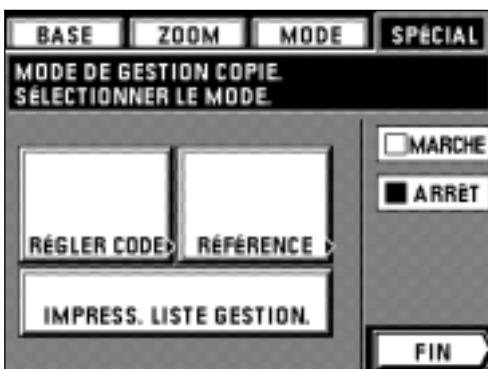 BASE ZOOM MODE SPÉCIAL
MODE DE GESTION COPIE.
SÉLECTIONNER LE MODE.
MARCHE
ARRÊT
RÉGLER CODE RÉFÉRENCE
IMPRESS. LISTE GESTION.
FIN